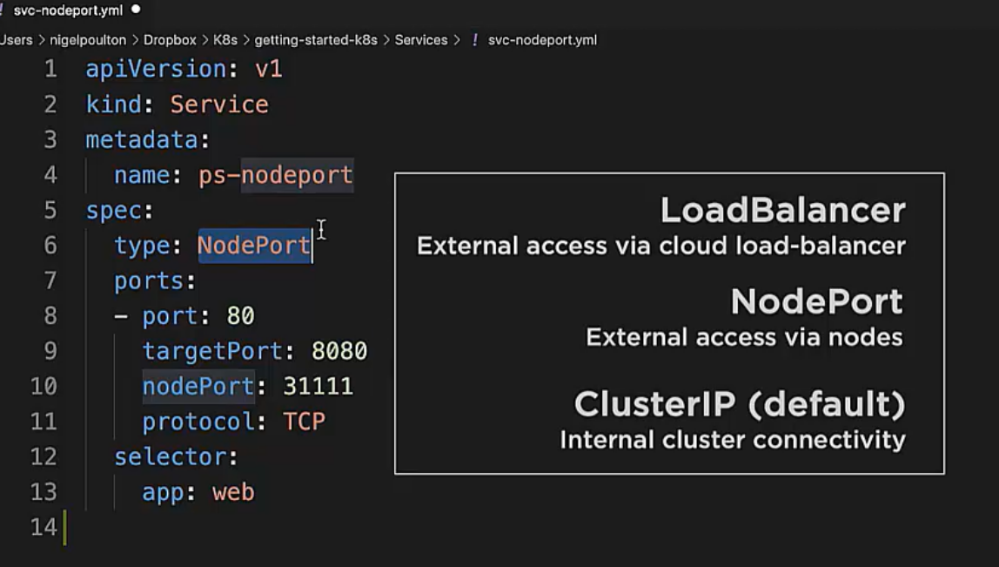 ! svc-nodeport.yml ●
Users > nigelpoulton > Dropbox > K8s > getting-started-k8s > Services > ! svc-nodeport.yml
1 apiVersion: v1
2 kind: Service
3 metadata:
4 name: ps-nodeport
5 spec:
6 type: NodePort
7 ports:
8 - port: 80
9 targetPort: 8080
10 nodePort: 31111
11 protocol: TCP
12 selector:
13 app: web
14
LoadBalancer
External access via cloud load-balancer
NodePort
External access via nodes
ClusterIP (default)
Internal cluster connectivity